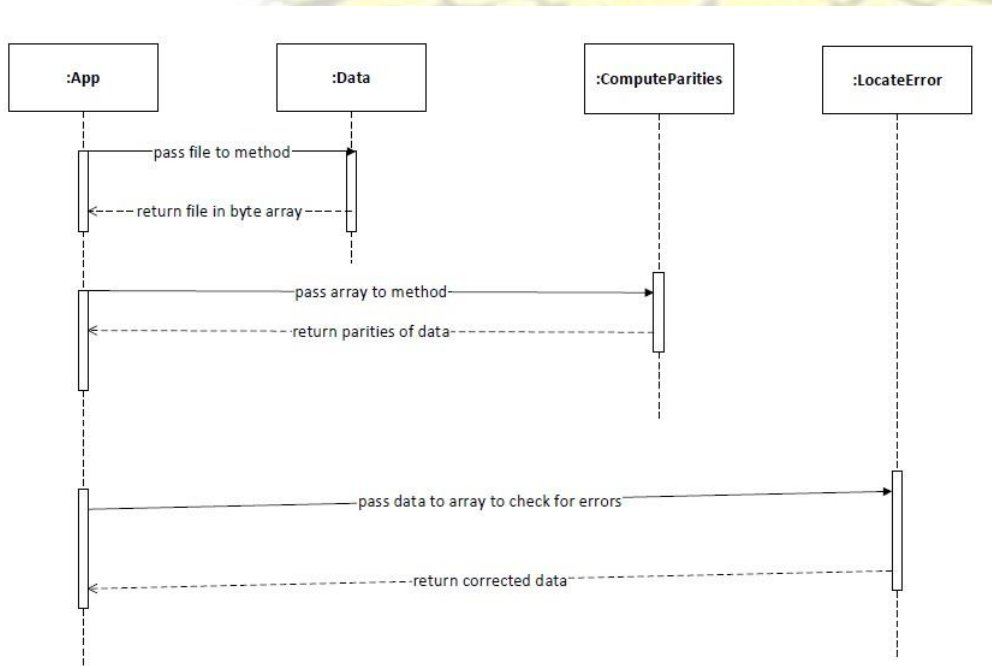 :App
:Data
:ComputeParities
:LocateError
pass file to method
return file in byte array
pass array to method
return parities of data
pass data to array to check for errors
return corrected data